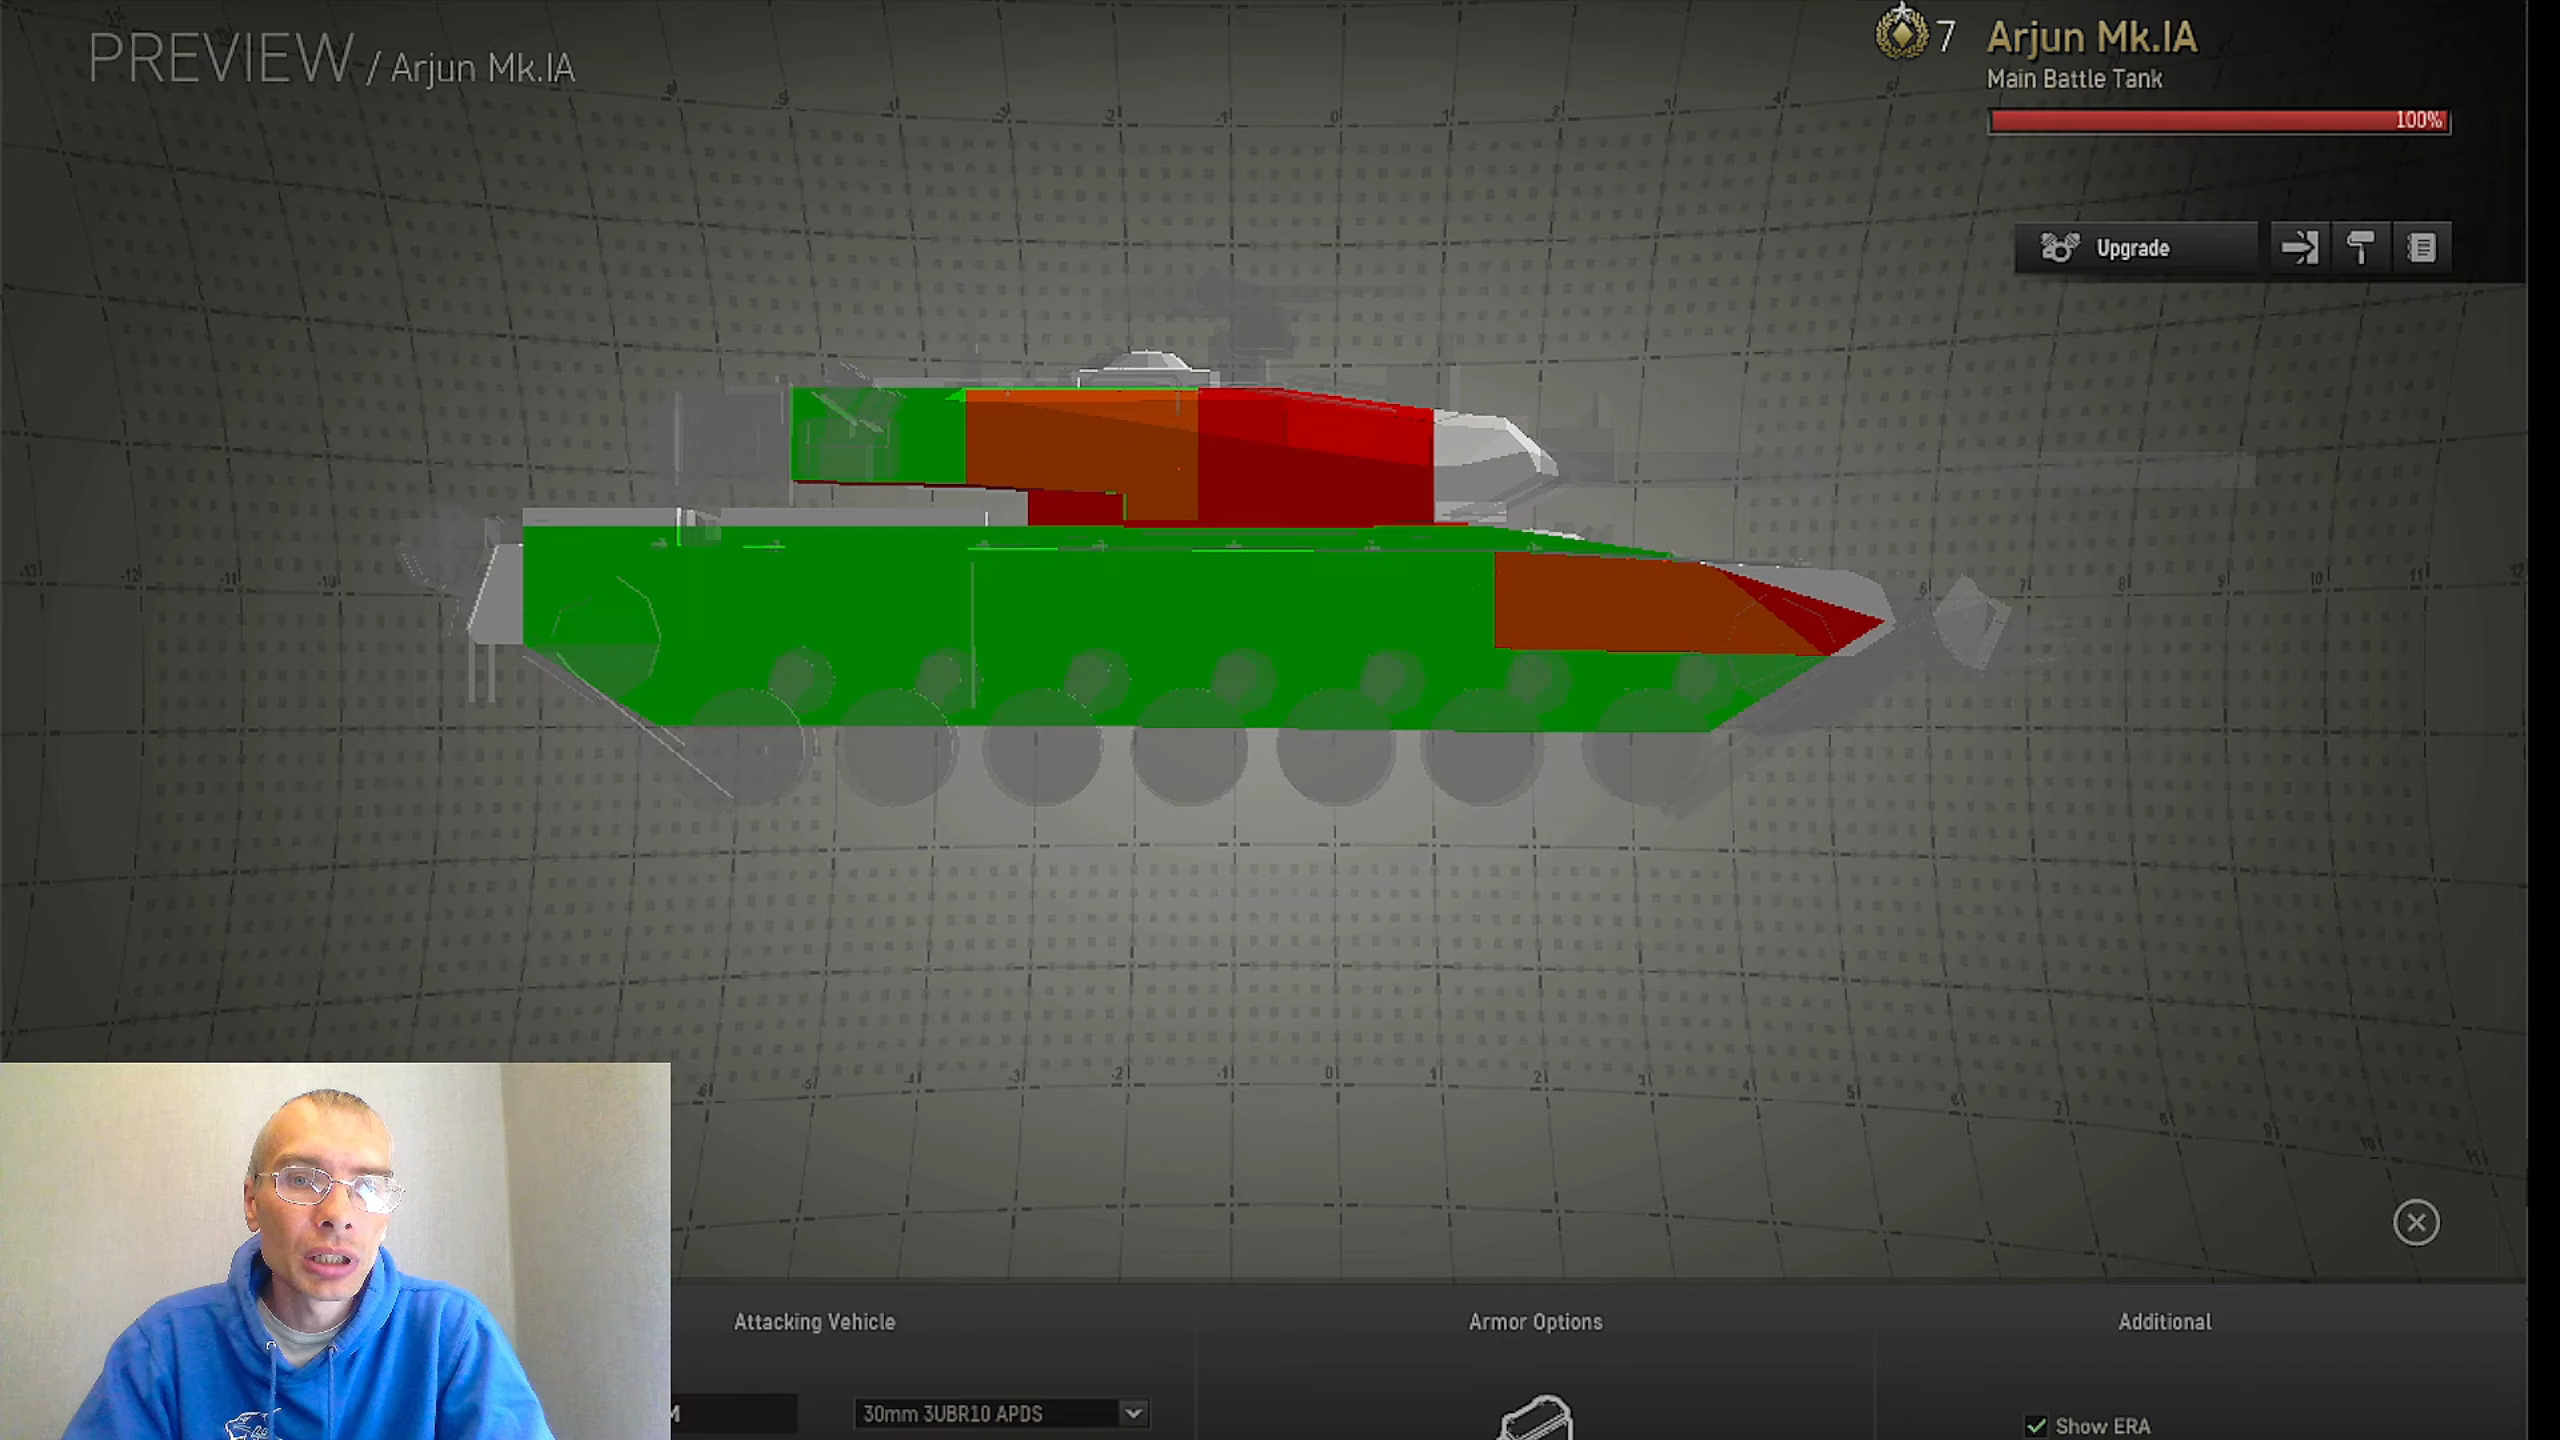 PREVIEW / Arjun Mk.IA
7 Arjun Mk.IA
Main Battle Tank
100%
Upgrade
Attacking Vehicle
Armor Options
Additional
30mm 3UBR10 APDS
Show ERA